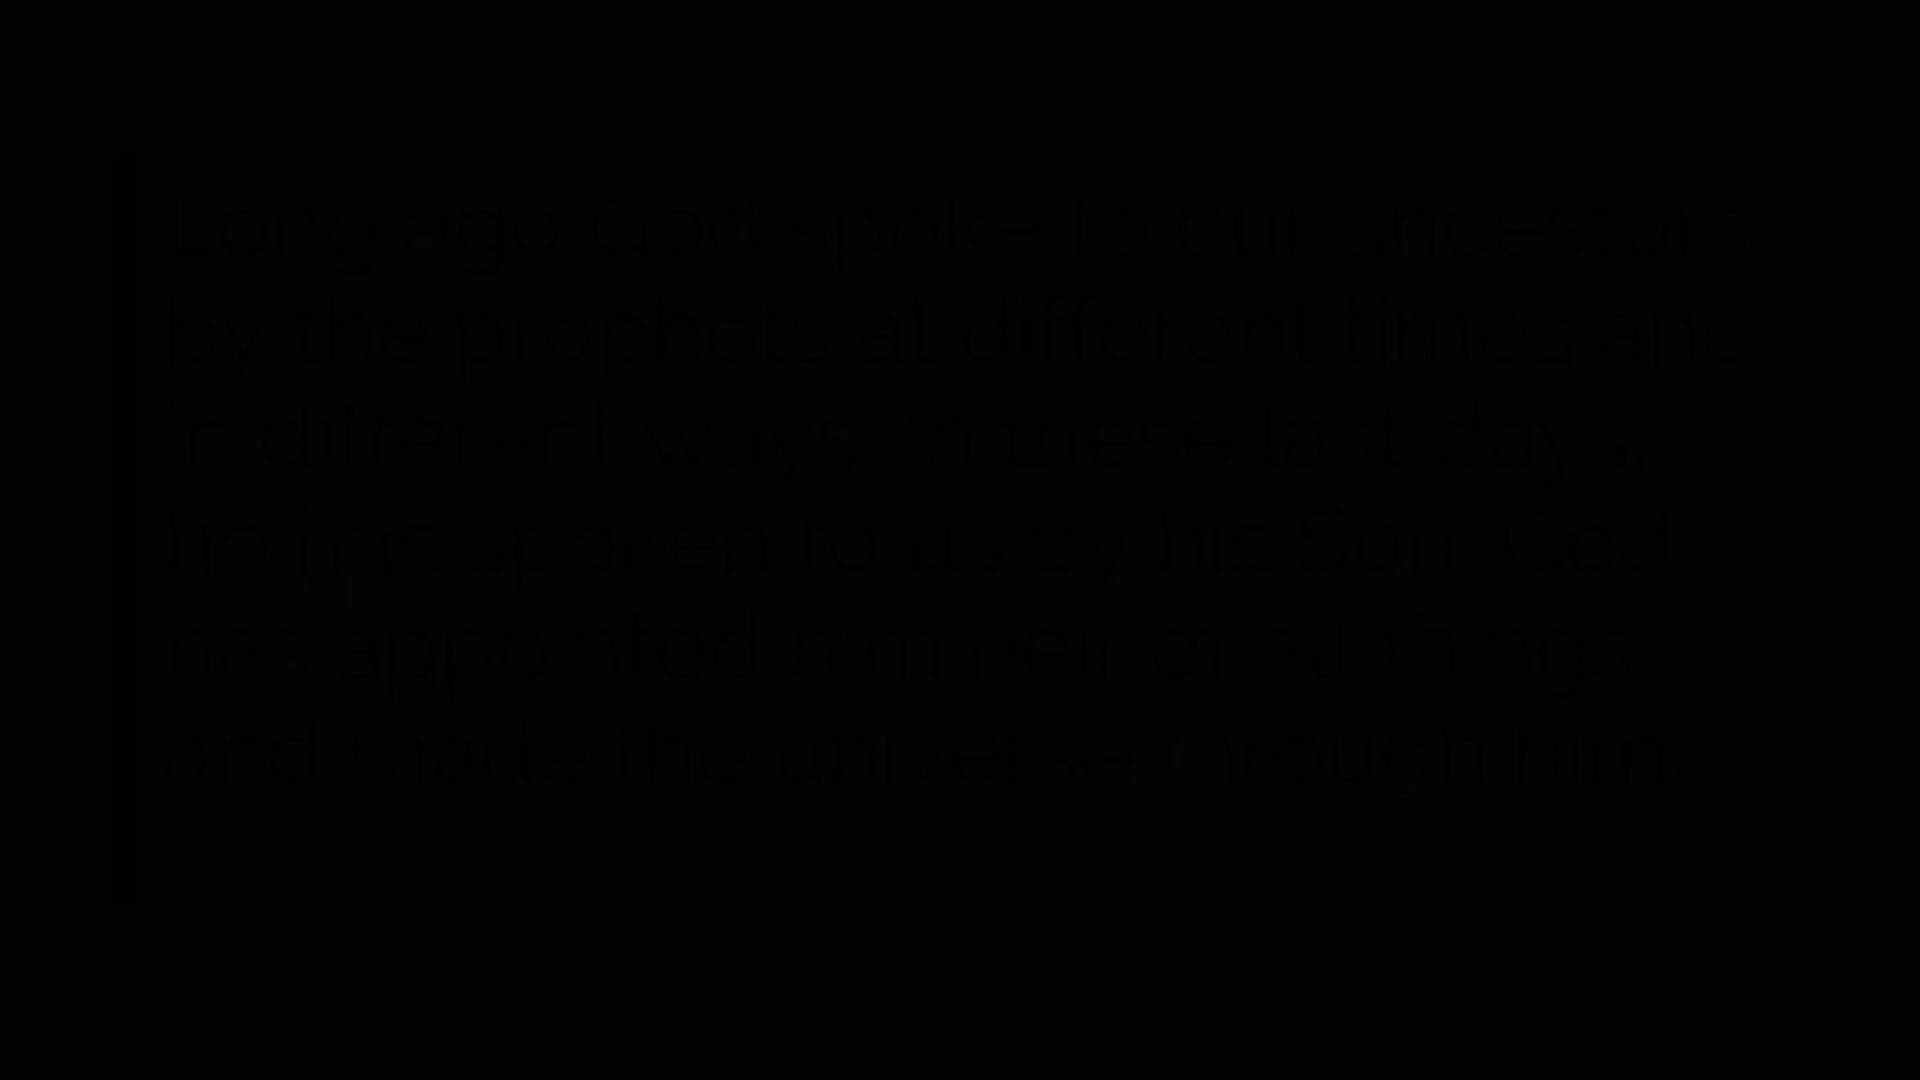 Long ago God spoke to our ancestors
by the prophets at different times and
in different ways. In these last days,
he has spoken to us by his Son. God
has appointed him heir of all things
and made the universe through him.